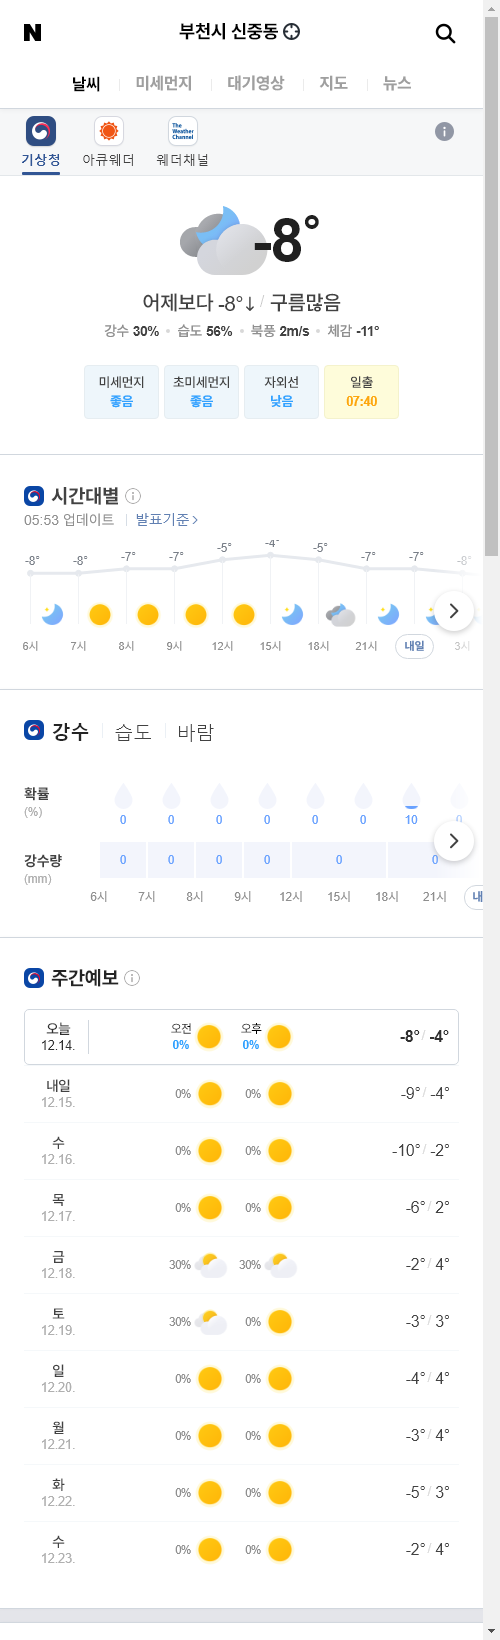 N 부천시 신중동
날씨 미세먼지 대기영상 지도 뉴스
The Weather Channel
기상청 아큐웨더 웨더채널
-8°
어제보다 -8°↓ / 구름많음
강수 30% • 습도 56% • 북풍 2m/s • 체감 -11°
미세먼지 초미세먼지 자외선 일출
좋음 좋음 낮음 07:40
시간대별
05:53 업데이트 발표기준 >
-8° -8° -7° -7° -5° -4° -5° -7° -7° -8°
6시 7시 8시 9시 12시 15시 18시 21시 내일 3시
강수 습도 바람
확률
(%)
0 0 0 0 0 0 10 0
강수량
(mm)
0 0 0 0 0 0
6시 7시 8시 9시 12시 15시 18시 21시 내
주간예보
오늘 12.14. 오전 0% 오후 0% -8° / -4°
내일 12.15. 0% 0% -9° / -4°
수 12.16. 0% 0% -10° / -2°
목 12.17. 0% 0% -6° / 2°
금 12.18. 30% 30% -2° / 4°
토 12.19. 30% 0% -3° / 3°
일 12.20. 0% 0% -4° / 4°
월 12.21. 0% 0% -3° / 4°
화 12.22. 0% 0% -5° / 3°
수 12.23. 0% 0% -2° / 4°